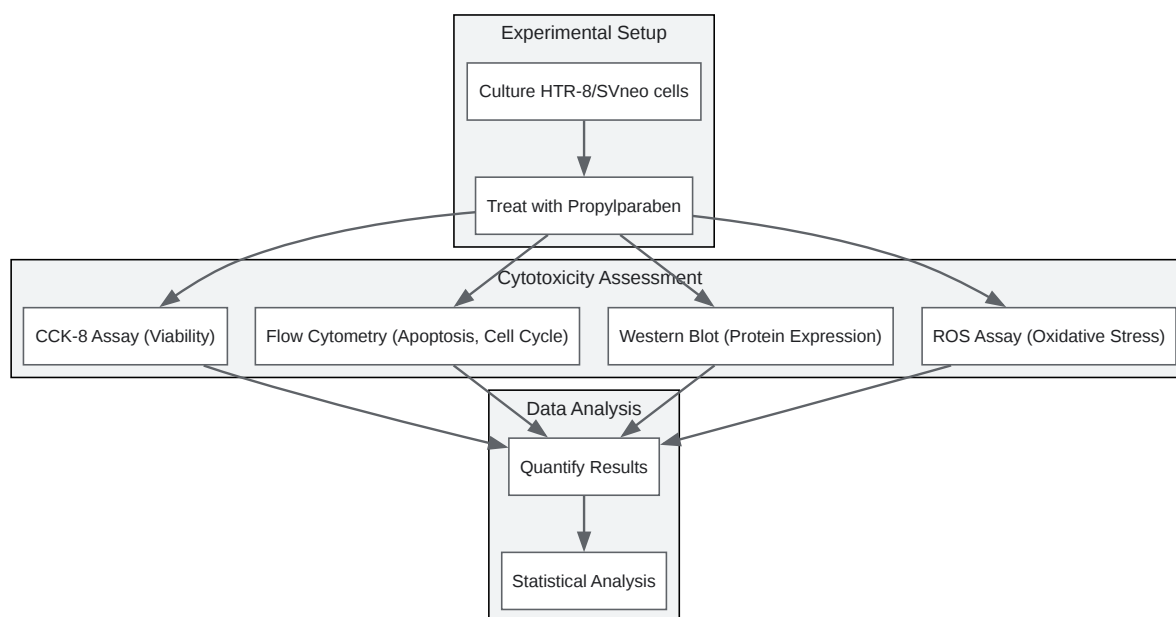 Experimental Setup
Culture HTR-8/SVneo cells
Treat with Propylparaben
Cytotoxicity Assessment
CCK-8 Assay (Viability)
Flow Cytometry (Apoptosis, Cell Cycle)
Western Blot (Protein Expression)
ROS Assay (Oxidative Stress)
Data Analysis
Quantify Results
Statistical Analysis